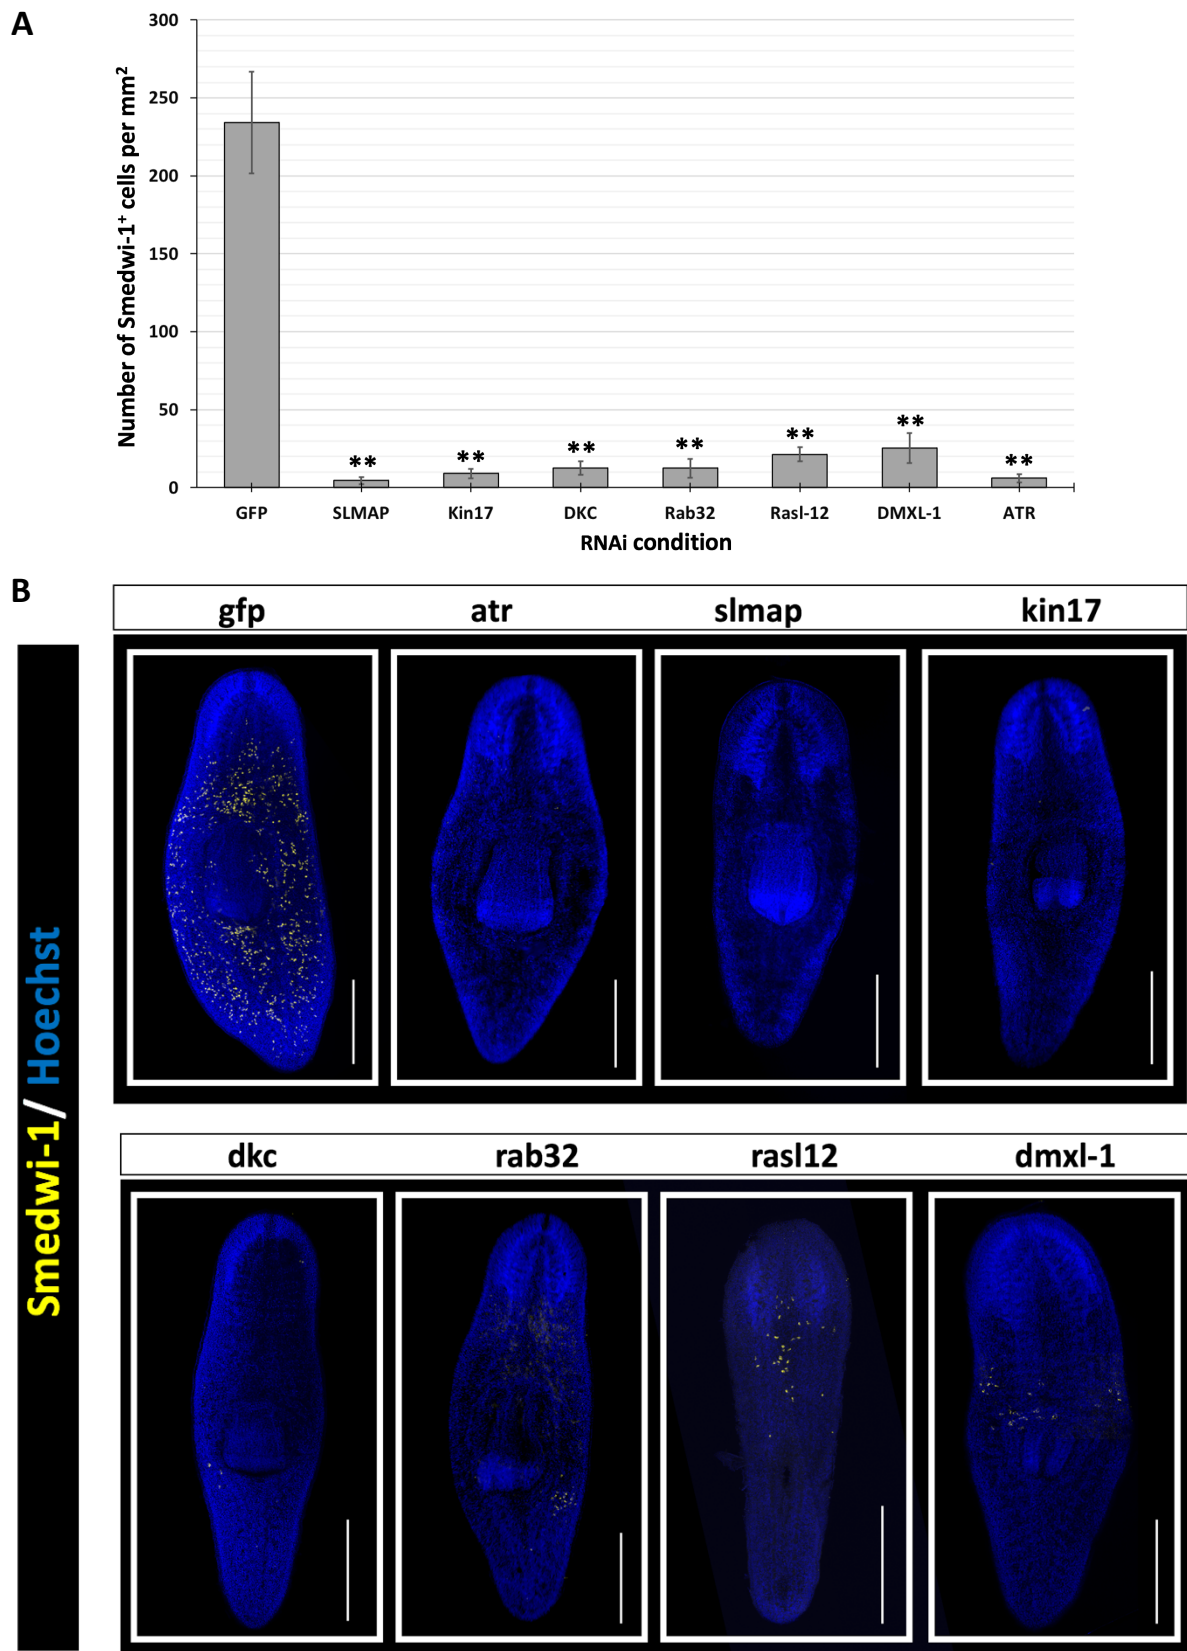 A
300
250
200
150
100
50
0
Number of Smedwi-1⁺ cells per mm²
** ** ** ** ** ** **
GFP SLMAP Kin17 DKC Rab32 Rasl-12 DMXL-1 ATR
RNAi condition
B
gfp atr slmap kin17
Smedwi-1/ Hoechst
dkc rab32 rasl12 dmxl-1